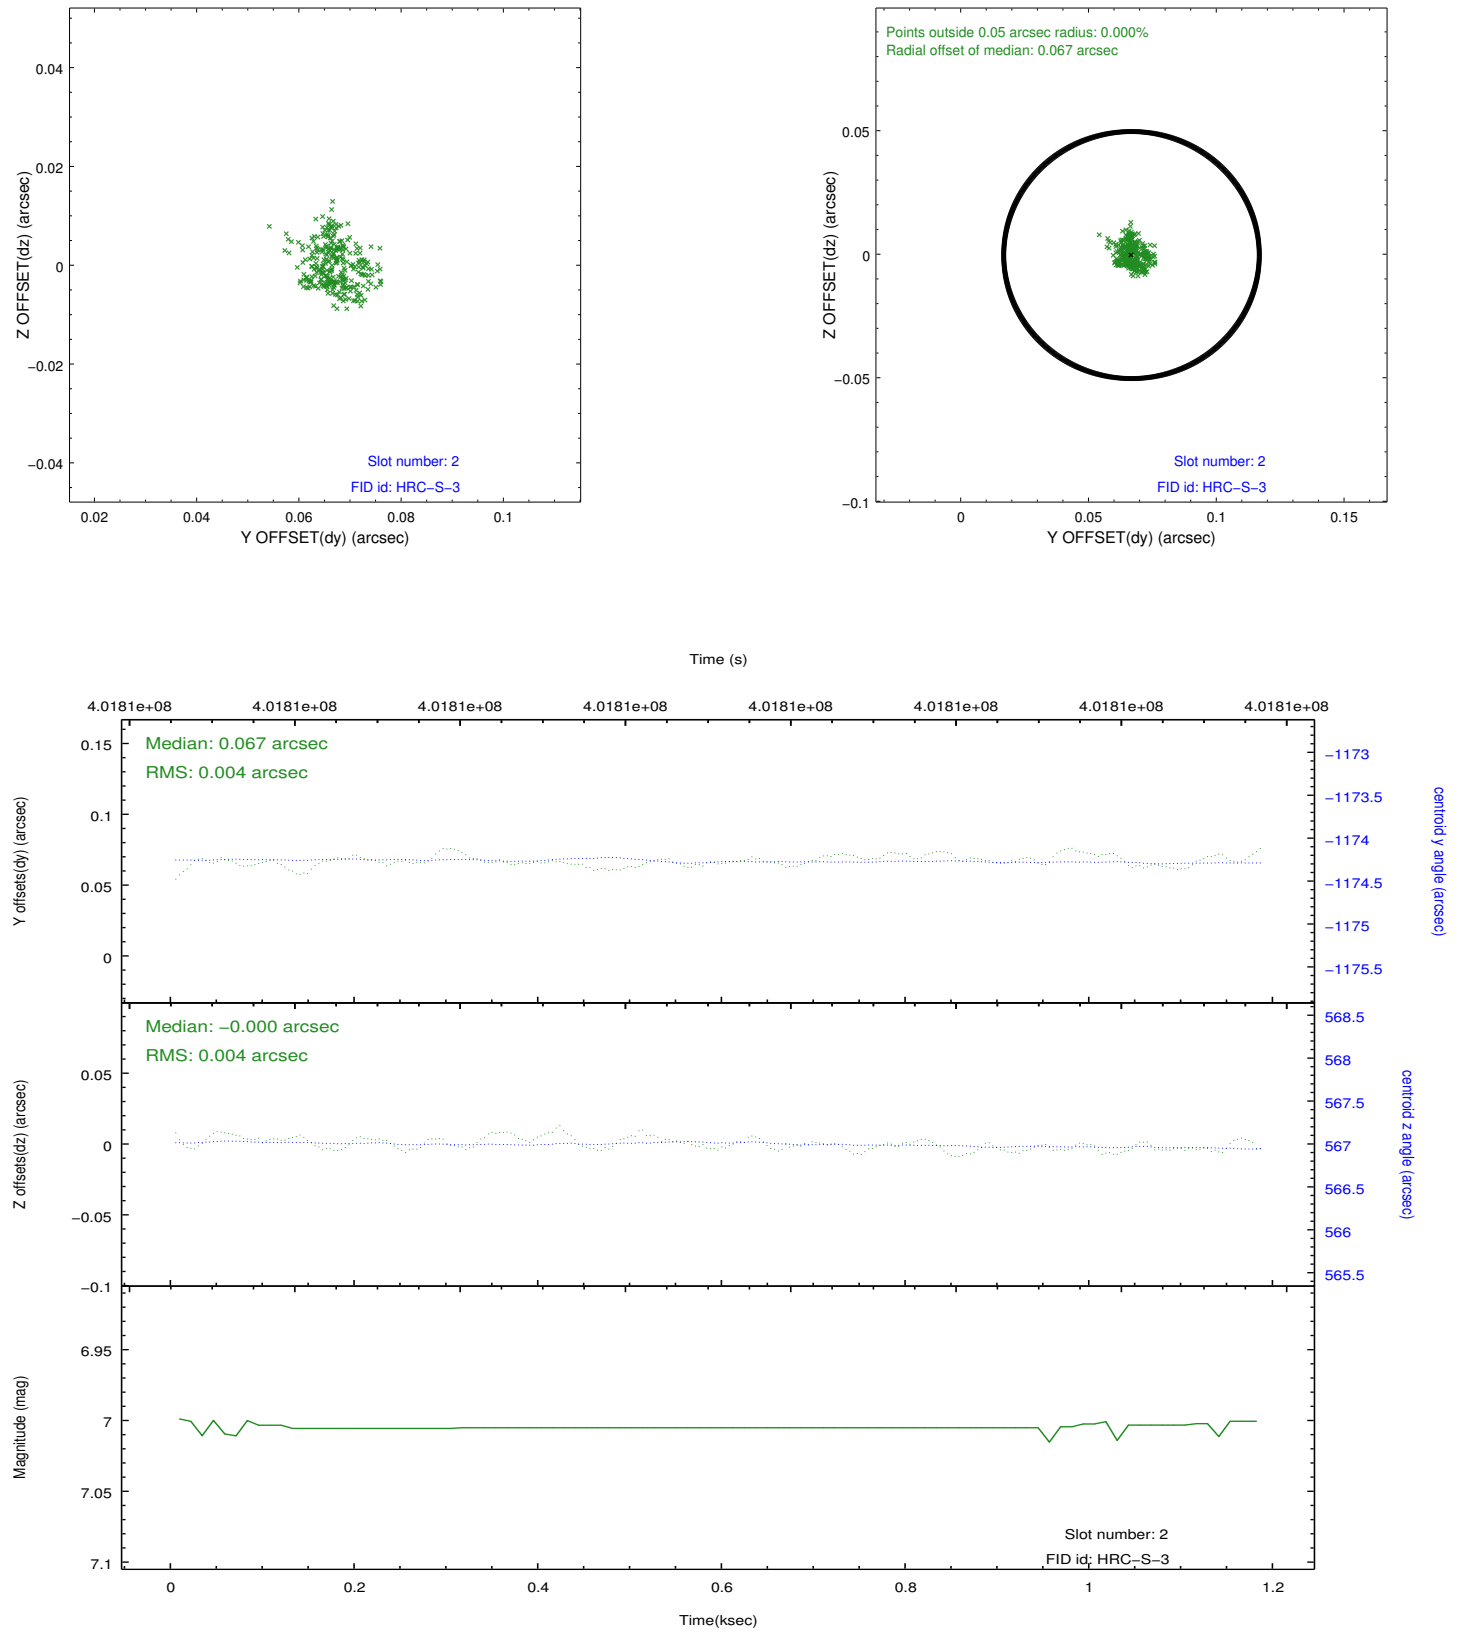 0.04
0.02
0
−0.02
−0.04
Z OFFSET(dz) (arcsec)
Slot number: 2
FID id: HRC−S−3
0.02 0.04 0.06 0.08 0.1
Y OFFSET(dy) (arcsec)
Points outside 0.05 arcsec radius: 0.000%
Radial offset of median: 0.067 arcsec
0.05
0
−0.05
−0.1
Z OFFSET(dz) (arcsec)
Slot number: 2
FID id: HRC−S−3
0 0.05 0.1 0.15
Y OFFSET(dy) (arcsec)
Time (s)
4.0181e+08 4.0181e+08 4.0181e+08 4.0181e+08 4.0181e+08 4.0181e+08 4.0181e+08 4.0181e+08
Median: 0.067 arcsec
RMS: 0.004 arcsec
0.15
0.1
0.05
0
Y offsets(dy) (arcsec)
−1173
−1173.5
−1174
−1174.5
−1175
−1175.5
centroid y angle (arcsec)
Median: −0.000 arcsec
RMS: 0.004 arcsec
0.05
0
−0.05
−0.1
Z offsets(dz) (arcsec)
568.5
568
567.5
567
566.5
566
565.5
centroid z angle (arcsec)
6.95
7
7.05
7.1
Magnitude (mag)
Slot number: 2
FID id: HRC−S−3
0 0.2 0.4 0.6 0.8 1 1.2
Time(ksec)